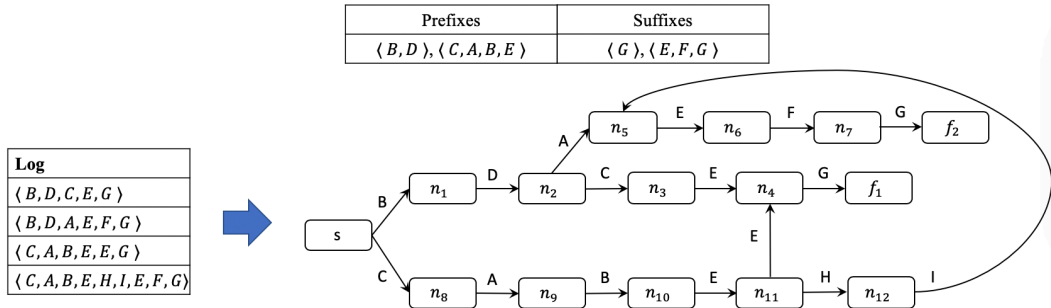 Prefixes Suffixes
⟨ B, D ⟩, ⟨ C, A, B, E ⟩ ⟨ G ⟩, ⟨ E, F, G ⟩
n5 E n6 F n7 G f2
A
Log
⟨ B, D, C, E, G ⟩
⟨ B, D, A, E, F, G ⟩
⟨ C, A, B, E, E, G ⟩
⟨ C, A, B, E, H, I, E, F, G⟩
B n1 D n2 C n3 E n4 G f1
s
E
C n8 A n9 B n10 E n11 H n12 I